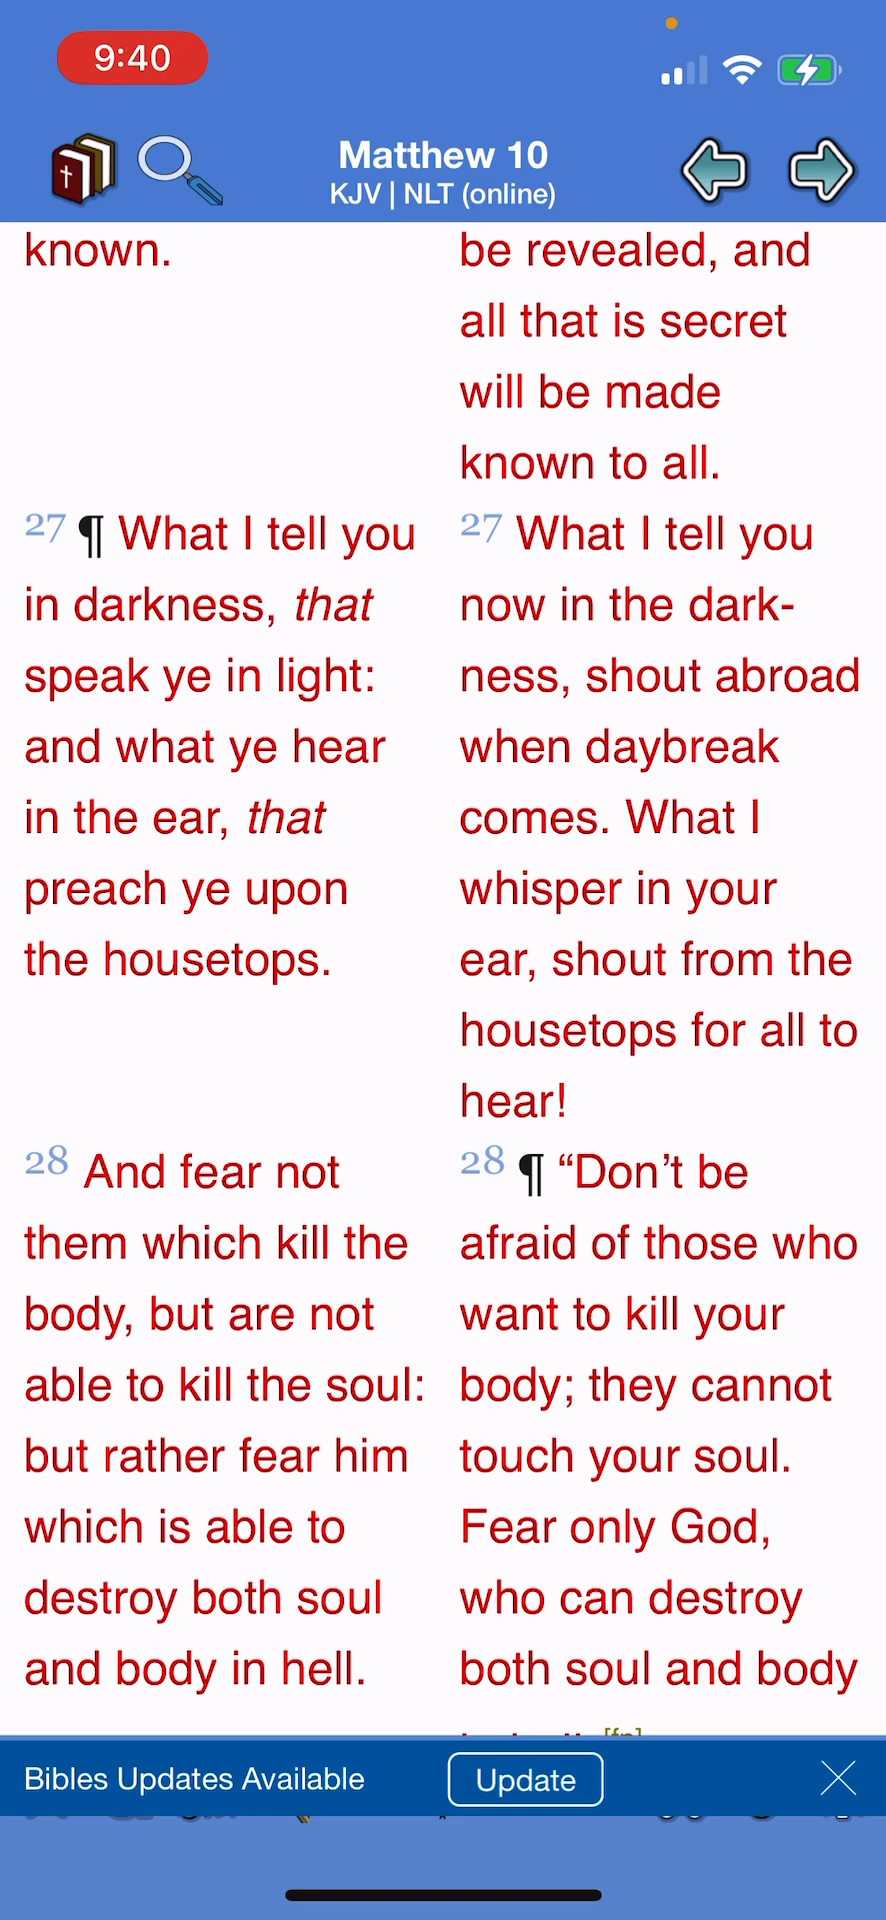 9:40
Matthew 10
KJV | NLT (online)
known.
be revealed, and
all that is secret
will be made
known to all.
27 ¶ What I tell you
in darkness, that
speak ye in light:
and what ye hear
in the ear, that
preach ye upon
the housetops.
27 What I tell you
now in the dark-
ness, shout abroad
when daybreak
comes. What I
whisper in your
ear, shout from the
housetops for all to
hear!
28 And fear not
them which kill the
body, but are not
able to kill the soul:
but rather fear him
which is able to
destroy both soul
and body in hell.
28 ¶ “Don’t be
afraid of those who
want to kill your
body; they cannot
touch your soul.
Fear only God,
who can destroy
both soul and body
Bibles Updates Available
Update